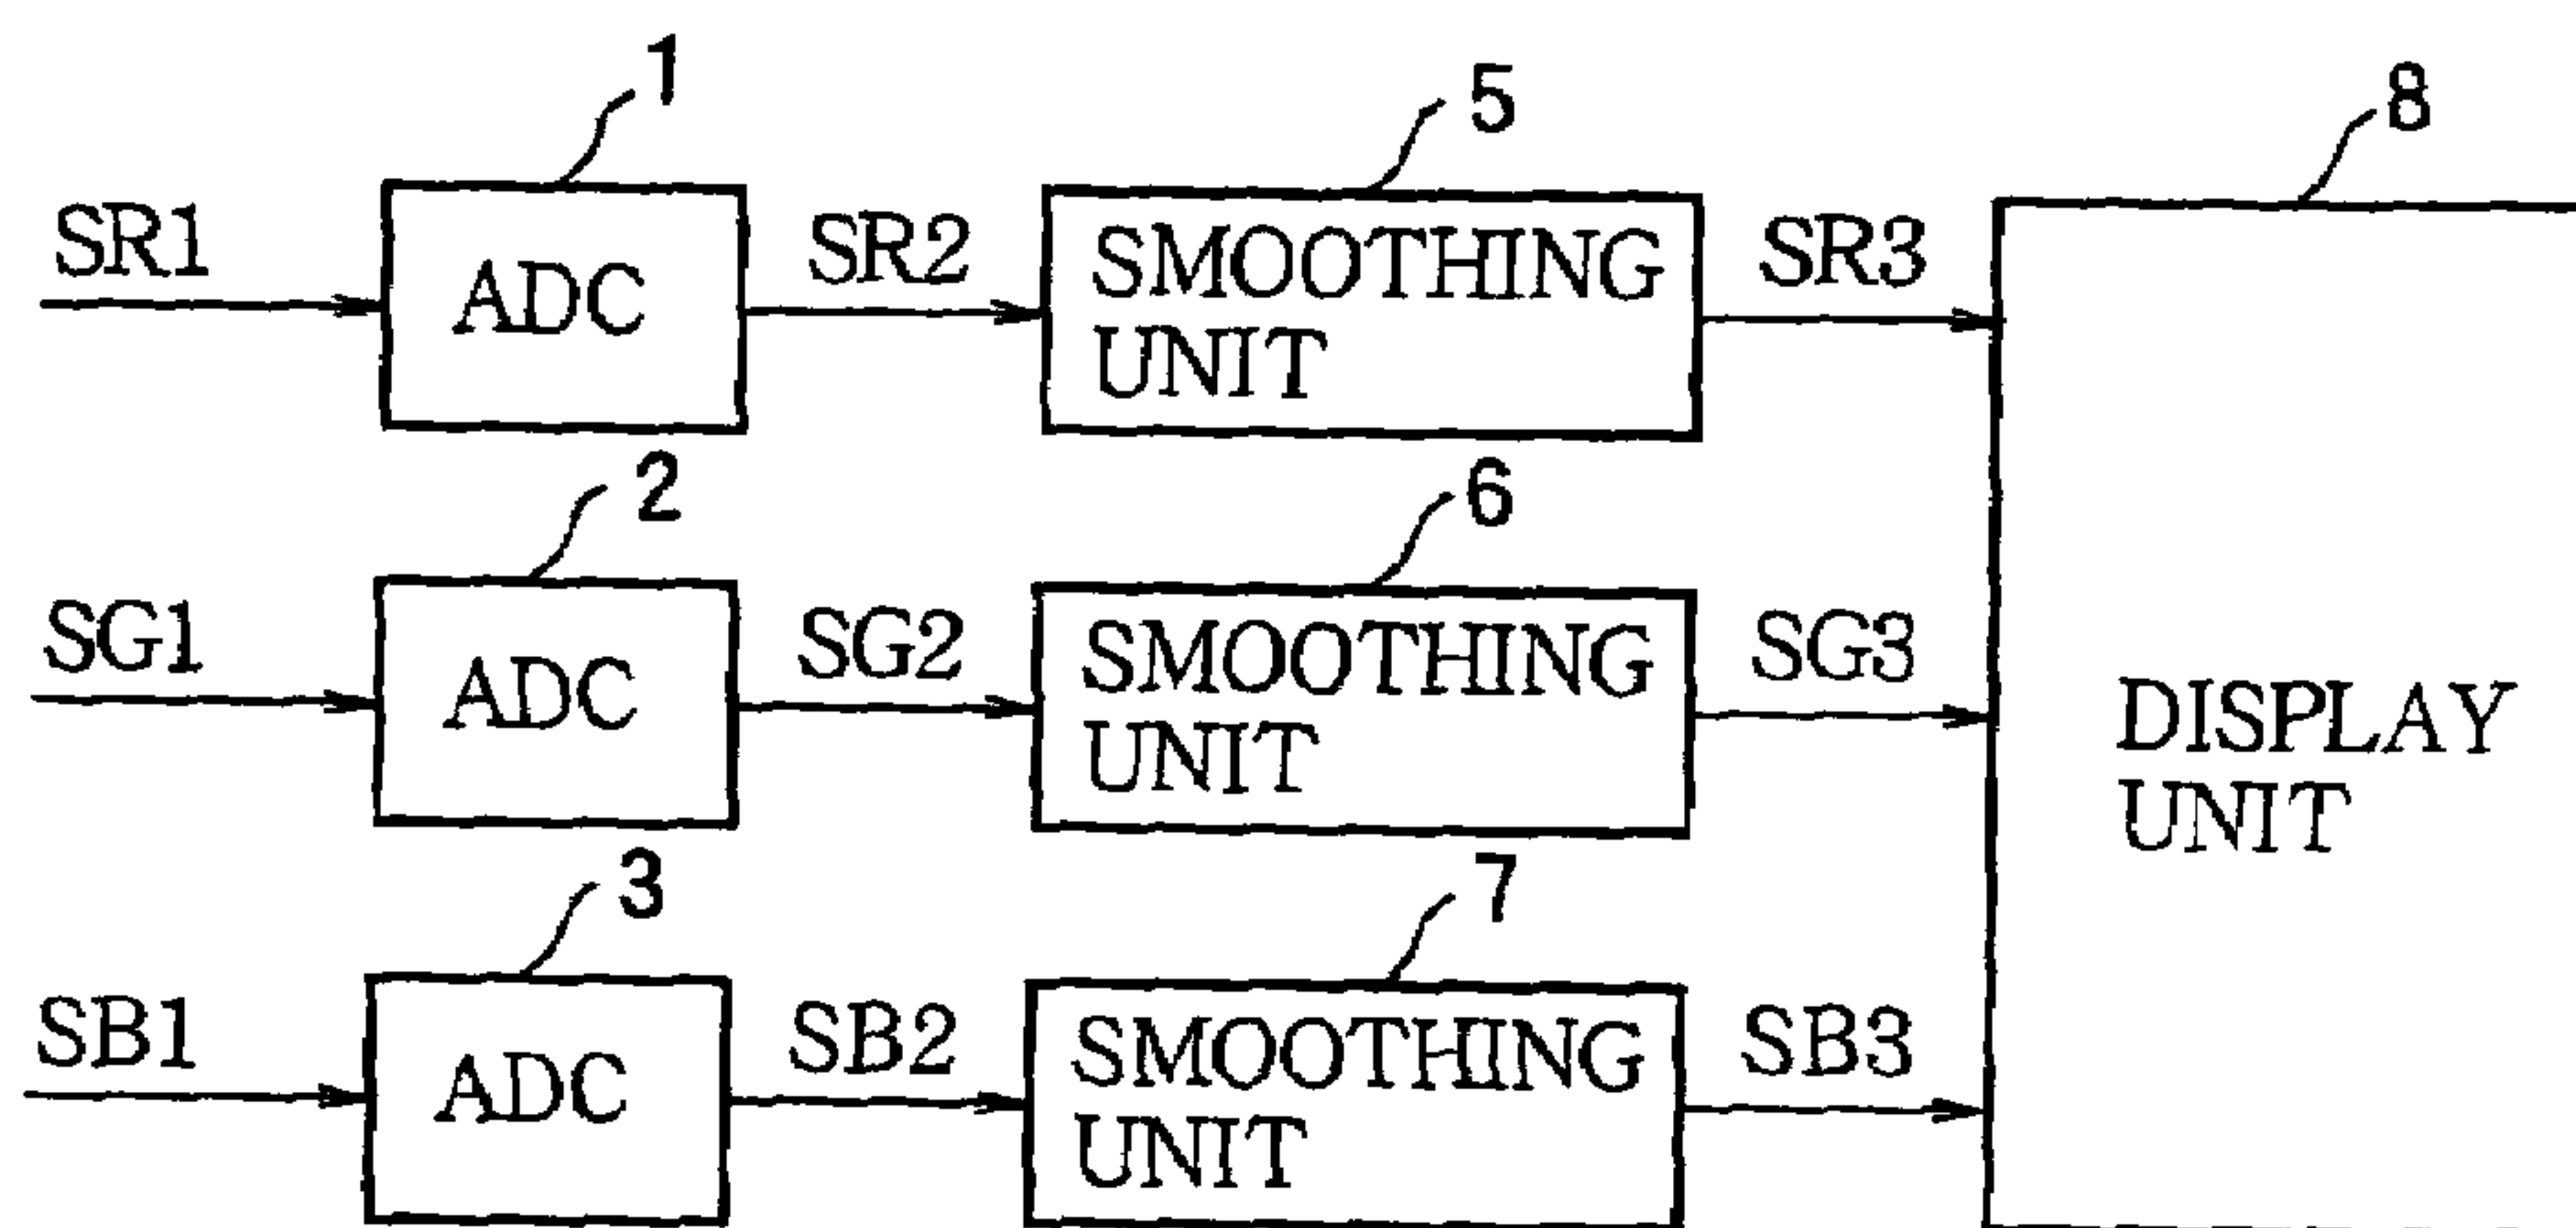 1
5
8
SR1
ADC
SR2
SMOOTHING
UNIT
SR3
2
6
SG1
ADC
SG2
SMOOTHING
UNIT
SG3
DISPLAY
UNIT
3
7
SB1
ADC
SB2
SMOOTHING
UNIT
SB3